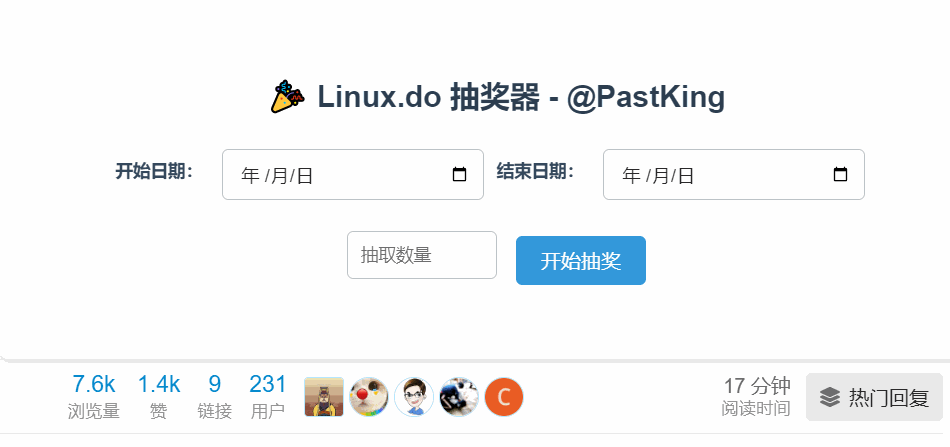 Linux.do 抽奖器 - @PastKing
开始日期： 年 /月/日 结束日期： 年 /月/日
抽取数量 开始抽奖
7.6k 1.4k 9 231 C 17 分钟 热门回复
浏览量 赞 链接 用户 阅读时间